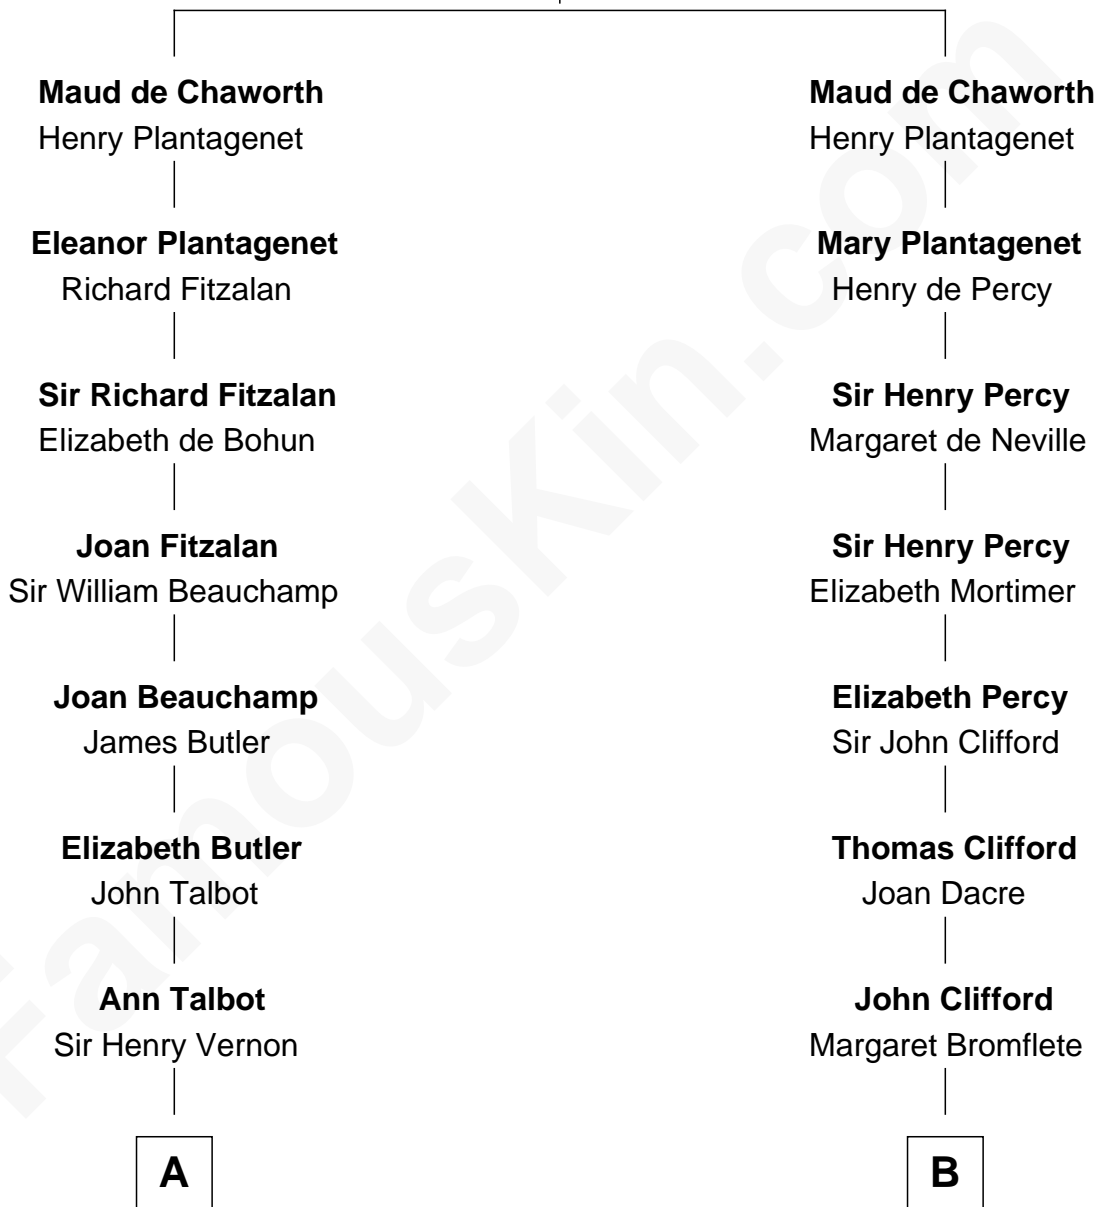 Maud de Chaworth
Henry Plantagenet
Eleanor Plantagenet
Richard Fitzalan
Sir Richard Fitzalan
Elizabeth de Bohun
Joan Fitzalan
Sir William Beauchamp
Joan Beauchamp
James Butler
Elizabeth Butler
John Talbot
Ann Talbot
Sir Henry Vernon
A
Maud de Chaworth
Henry Plantagenet
Mary Plantagenet
Henry de Percy
Sir Henry Percy
Margaret de Neville
Sir Henry Percy
Elizabeth Mortimer
Elizabeth Percy
Sir John Clifford
Thomas Clifford
Joan Dacre
John Clifford
Margaret Bromflete
B
FamousKin.com